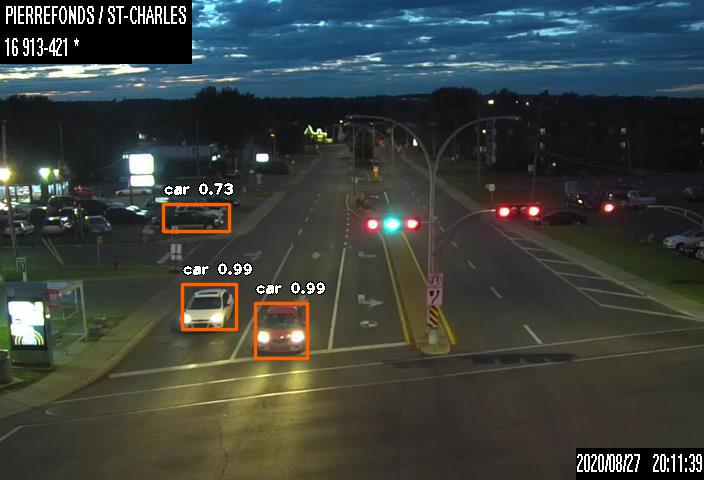 PIERREFONDS / ST-CHARLES
16 913-421 *
car 0.73
car 0.99
car 0.99
2020/08/27 20:11:39